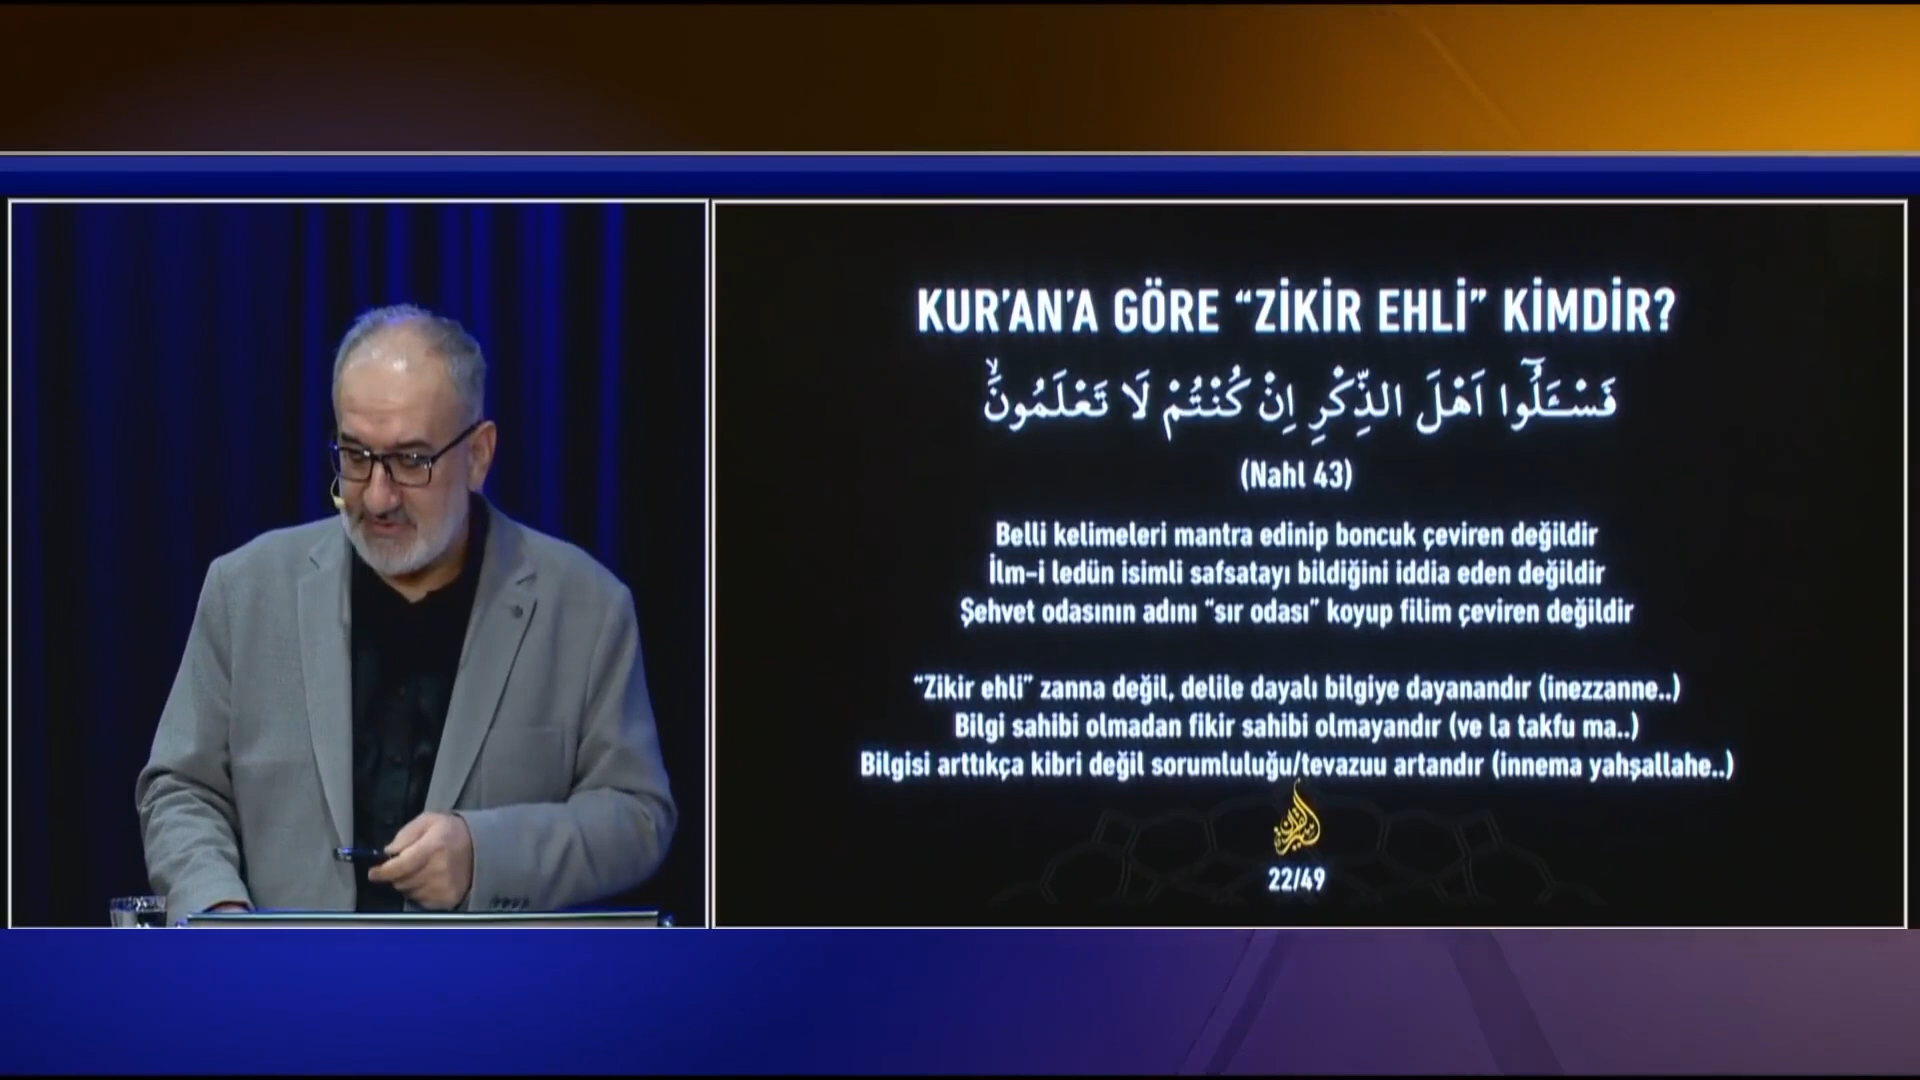 KUR’AN’A GÖRE “ZİKİR EHLİ” KİMDİR?
فَسْـَٔلُٓوا اَهْلَ الذِّكْرِ اِنْ كُنْتُمْ لَا تَعْلَمُونَۙ
(Nahl 43)
Belli kelimeleri mantra edinip boncuk çeviren değildir
İlm-i ledün isimli safsatayı bildiğini iddia eden değildir
Şehvet odasının adını “sır odası” koyup filim çeviren değildir
“Zikir ehli” zanna değil, delile dayalı bilgiye dayanandır (inezzanne..)
Bilgi sahibi olmadan fikir sahibi olmayandır (ve la takfu ma..)
Bilgisi arttıkça kibri değil sorumluluğu/tevazuu artandır (innema yahşallahe..)
22/49